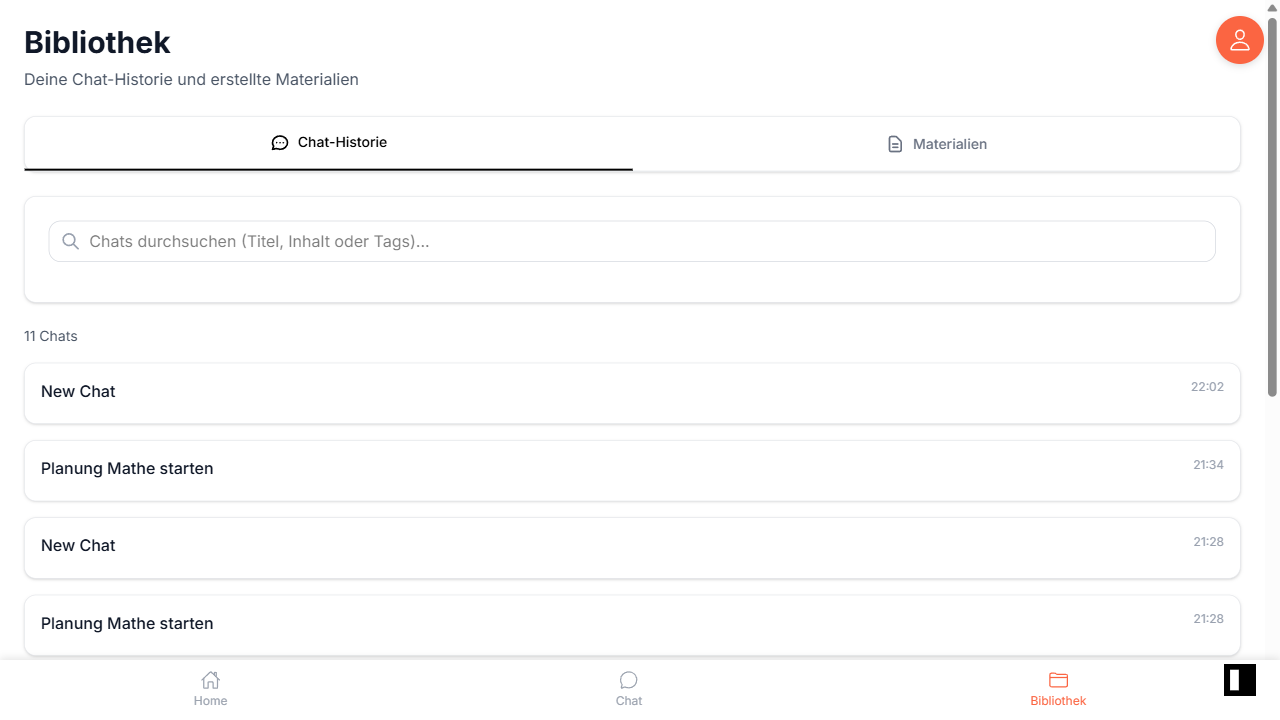 Bibliothek
Deine Chat-Historie und erstellte Materialien
Chat-Historie
Materialien
Chats durchsuchen (Titel, Inhalt oder Tags)...
11 Chats
New Chat
22:02
Planung Mathe starten
21:34
New Chat
21:28
Planung Mathe starten
21:28
Home
Chat
Bibliothek